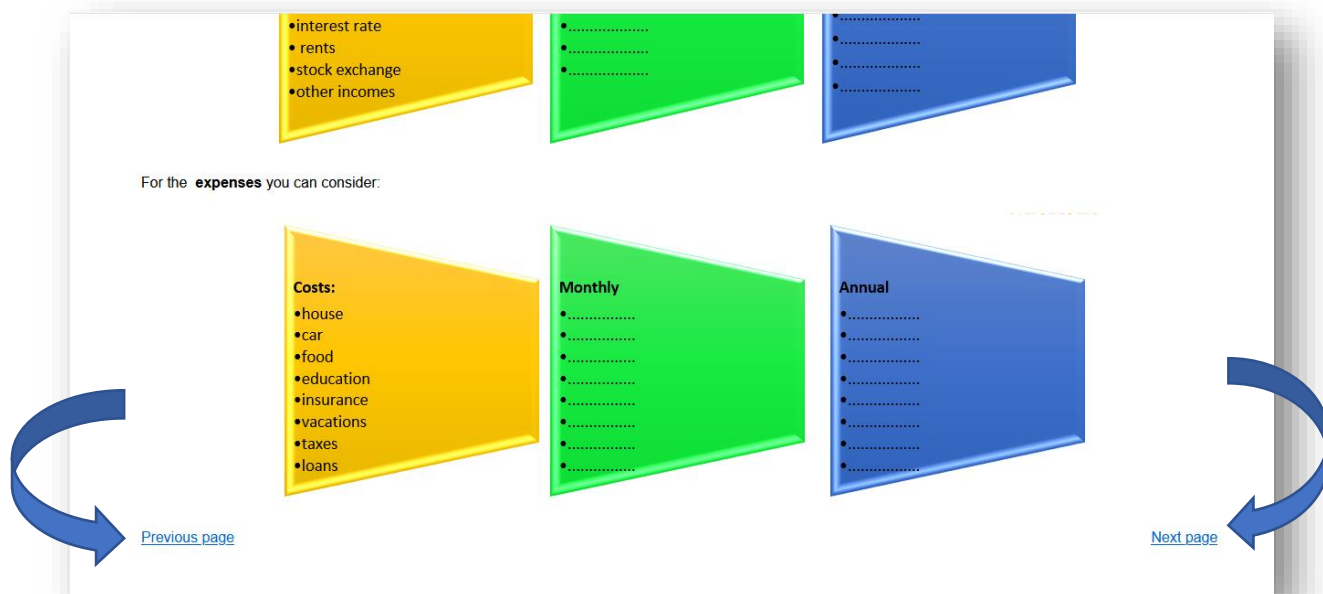 •interest rate
• rents
•stock exchange
•other incomes
•...................
•...................
•...................
•...................
•...................
•...................
•...................
For the expenses you can consider:
Costs:
•house
•car
•food
•education
•insurance
•vacations
•taxes
•loans
Monthly
•................
•................
•................
•................
•................
•................
•................
•................
Annual
•.................
•.................
•.................
•.................
•.................
•.................
•.................
•.................
Previous page
Next page